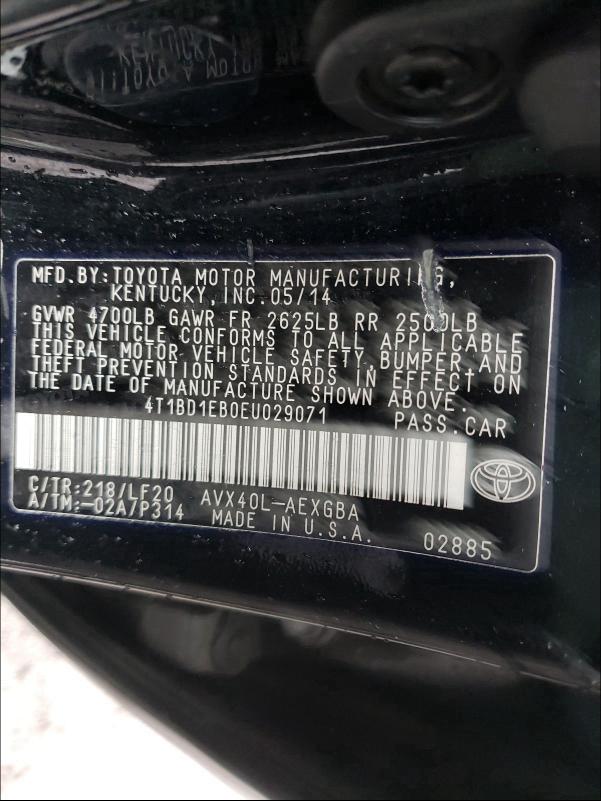 MFD.BY:TOYOTA MOTOR MANUFACTURING,
KENTUCKY,INC.05/14
GVWR 4700LB GAWR FR 2625LB RR 2500LB
THIS VEHICLE CONFORMS TO ALL APPLICABLE
FEDERAL MOTOR VEHICLE SAFETY,BUMPER,AND
THEFT PREVENTION STANDARDS IN EFFECT ON
THE DATE OF MANUFACTURE SHOWN ABOVE.
4T1BD1EB0EU029071 PASS.CAR
C/TR:218/LF20 AVX40L-AEXGBA
A/TM:-02A/P314 MADE IN U.S.A. 02885